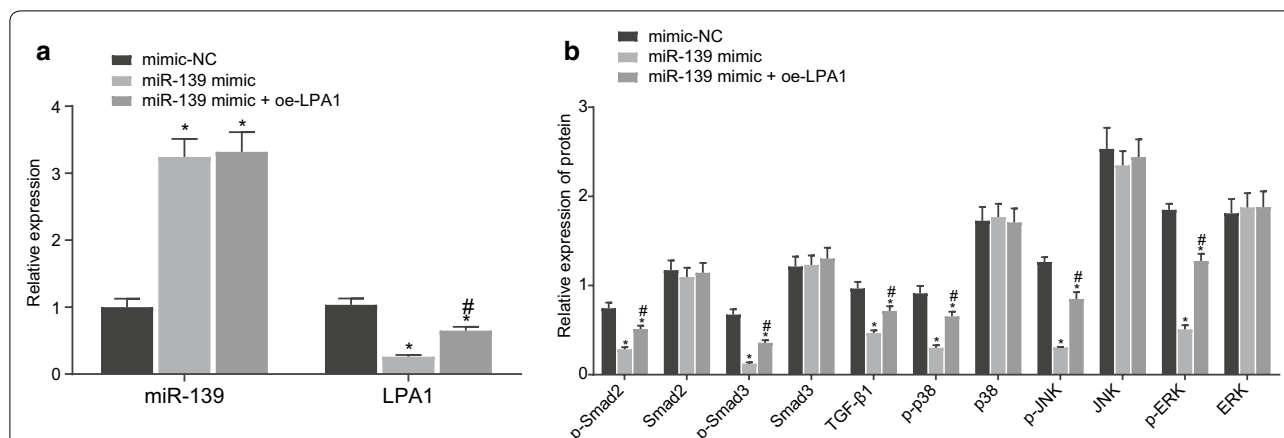 a
mimic-NC
miR-139 mimic
miR-139 mimic + oe-LPA1
Relative expression
4
3
2
1
0
* * * # *
miR-139 LPA1
b
mimic-NC
miR-139 mimic
miR-139 mimic + oe-LPA1
Relative expression of protein
3
2
1
0
* # * * # * * # * * # * * # * * # *
p-Smad2 Smad2 p-Smad3 Smad3 TGF-β1 p-p38 p38 p-JNK JNK p-ERK ERK